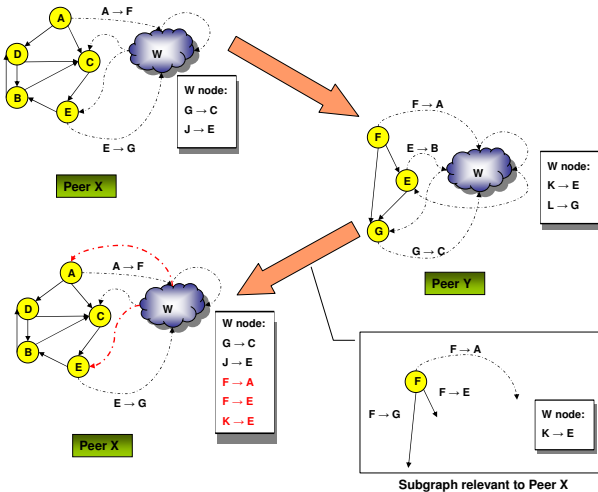 A
A → F
D
C
W
B
E
E → G
W node:
G → C
J → E
Peer X
F → A
F
E → B
E
W
G
G → C
W node:
K → E
L → G
Peer Y
A
A → F
D
C
W
B
E
E → G
W node:
G → C
J → E
F → A
F → E
K → E
Peer X
F → A
F
F → E
F → G
W node:
K → E
Subgraph relevant to Peer X